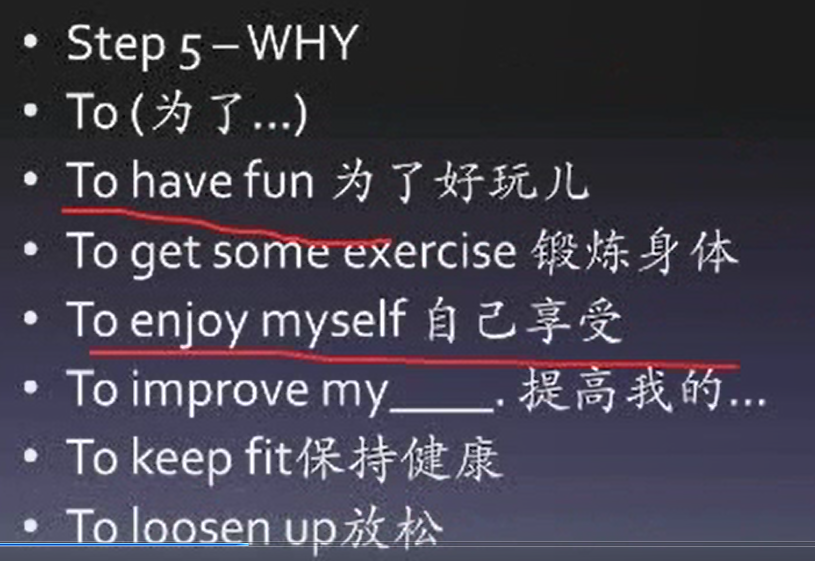 • Step 5 – WHY
• To (为了...)
• To have fun 为了好玩儿
• To get some exercise 锻炼身体
• To enjoy myself 自己享受
• To improve my_____. 提高我的...
• To keep fit保持健康
• To loosen up放松